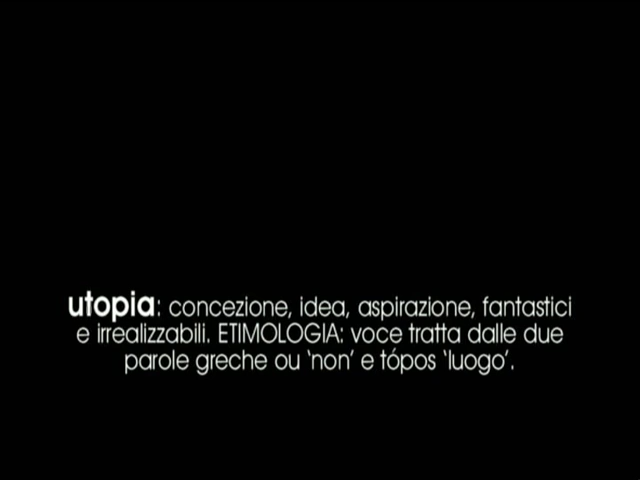 utopia: concezione, idea, aspirazione, fantastici
e irrealizzabili. ETIMOLOGIA: voce tratta dalle due
parole greche ou ‘non’ e tópos ‘luogo’.